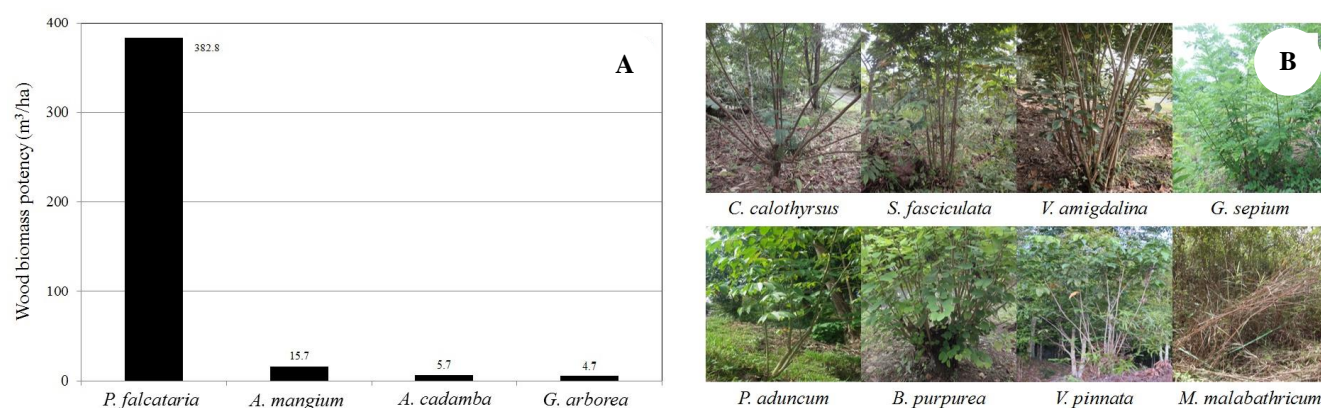 400
382.8
A
300
Wood biomass potency (m³/ha)
200
100
15.7
5.7
4.7
0
P. falcataria A. mangium A. cadamba G. arborea
B
C. calothyrsus S. fasciculata V. amigdalina G. sepium
P. aduncum B. purpurea V. pinnata M. malabathricum